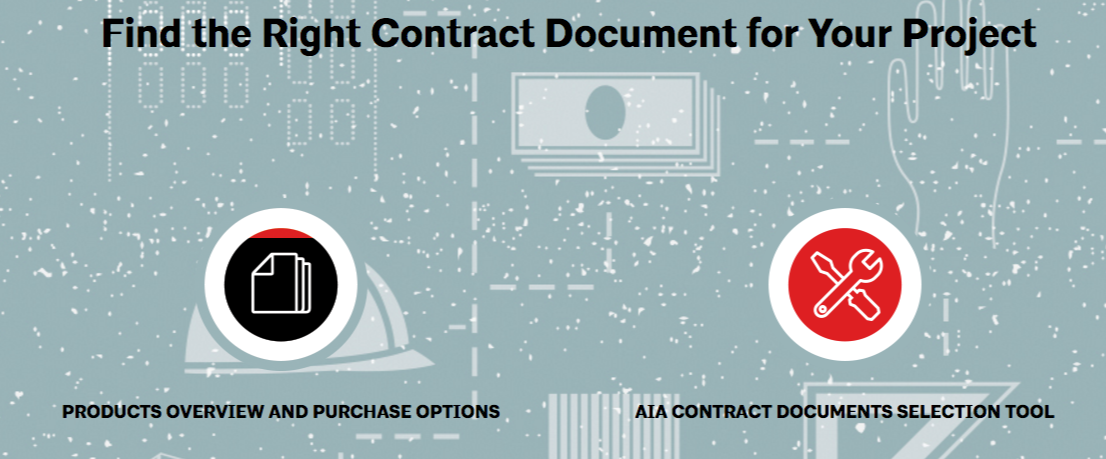 Find the Right Contract Document for Your Project
PRODUCTS OVERVIEW AND PURCHASE OPTIONS
AIA CONTRACT DOCUMENTS SELECTION TOOL